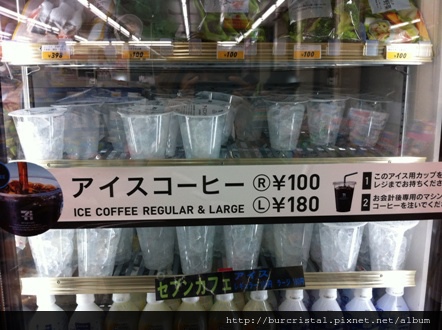 ¥100
¥100
¥100
アイスコーヒー Ⓡ¥100
ICE COFFEE REGULAR & LARGE Ⓛ¥180
1 このアイス用カップを
レジまでお持ちくださ
2 お会計後専用のマシン
コーヒーを注いでくださ
セブンカフェ
http://burcristal.pixnet.net/album